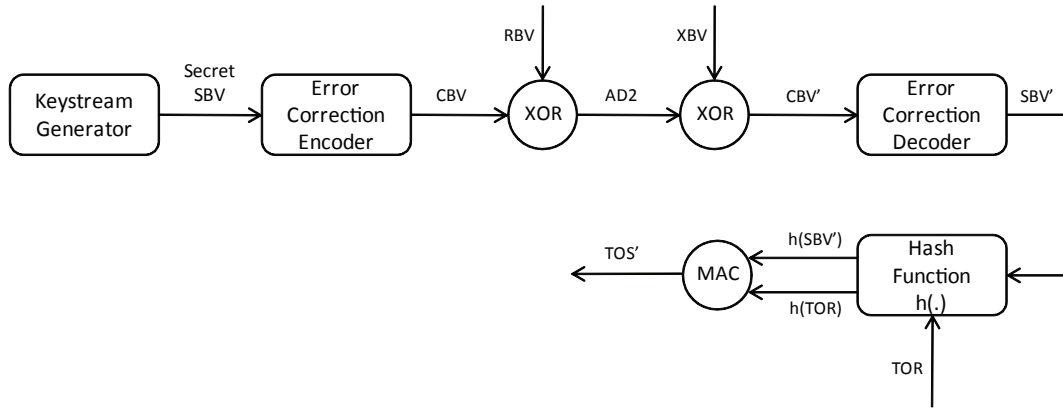 RBV
XBV
Keystream
Generator
Secret
SBV
Error
Correction
Encoder
CBV
XOR
AD2
XOR
CBV’
Error
Correction
Decoder
SBV’
TOS’
MAC
h(SBV’)
h(TOR)
Hash
Function
h(.)
TOR